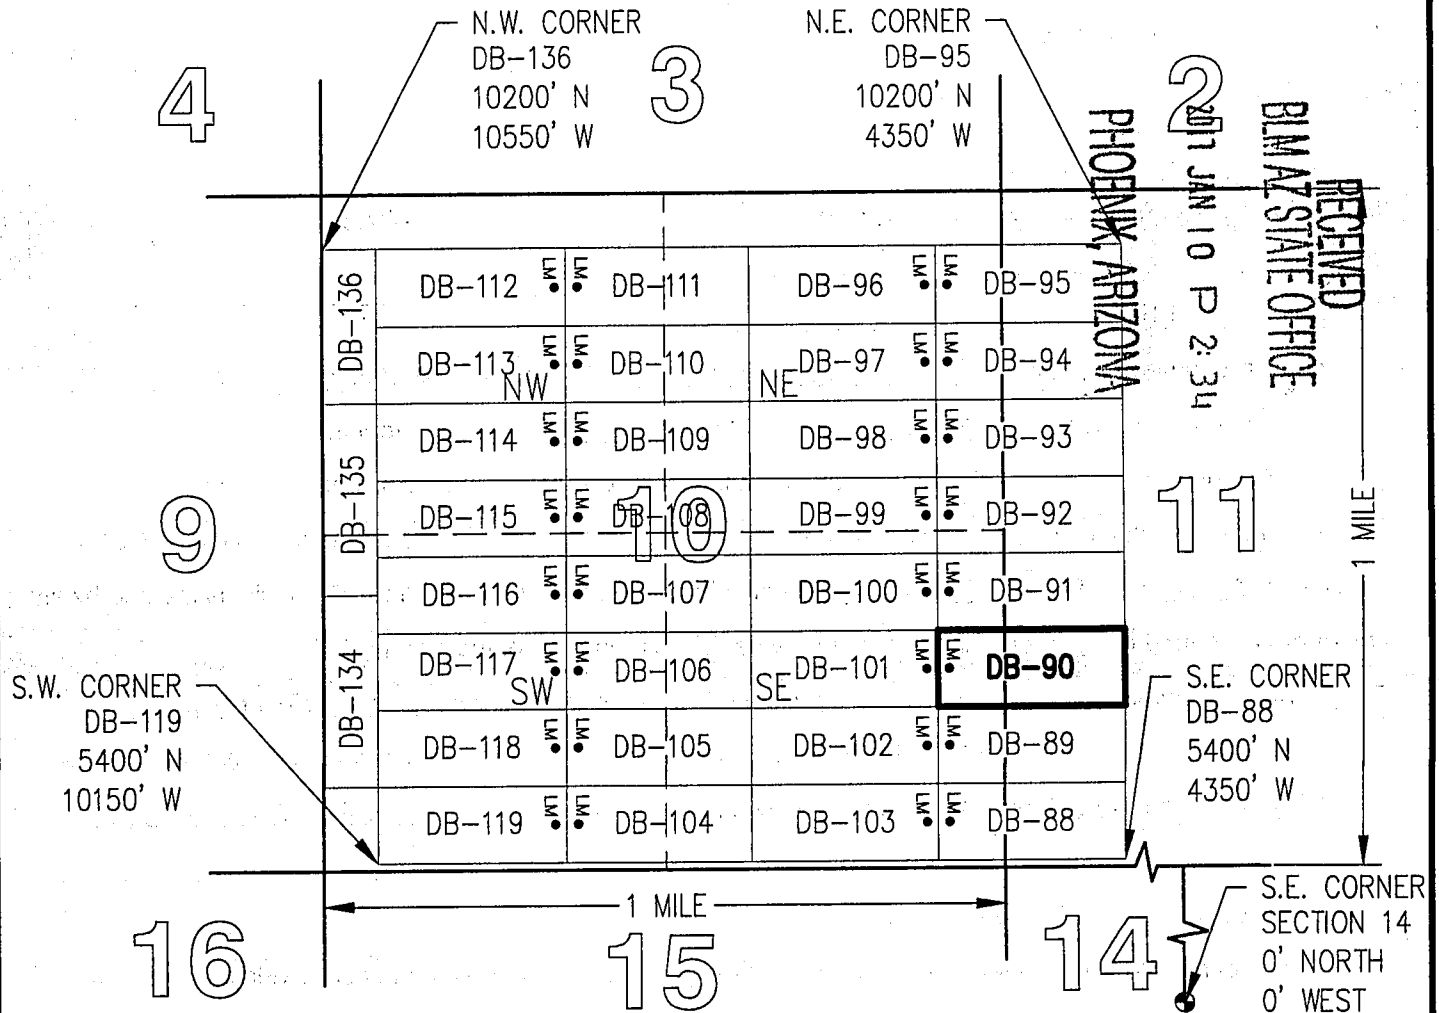 N.W. CORNER
DB-136
10200' N
10550' W
N.E. CORNER
DB-95
10200' N
4350' W
4
3
2
RECEIVED
BLM AZ STATE OFFICE
2011 JAN 10 P 2:34
PHOENIX, ARIZONA
DB-136
DB-112
LM
LM
DB-111
DB-96
LM
LM
DB-95
DB-113
LM
LM
DB-110
DB-97
LM
LM
DB-94
NW
NE
DB-135
DB-114
LM
LM
DB-109
DB-98
LM
LM
DB-93
9
DB-115
LM
LM
DB-108
10
DB-99
LM
LM
DB-92
11
1 MILE
DB-116
LM
LM
DB-107
DB-100
LM
LM
DB-91
DB-134
DB-117
LM
LM
DB-106
DB-101
LM
LM
DB-90
SW
SE
S.W. CORNER
DB-119
5400' N
10150' W
S.E. CORNER
DB-88
5400' N
4350' W
DB-118
LM
LM
DB-105
DB-102
LM
LM
DB-89
DB-119
LM
LM
DB-104
DB-103
LM
LM
DB-88
1 MILE
16
15
14
S.E. CORNER
SECTION 14
0' NORTH
0' WEST